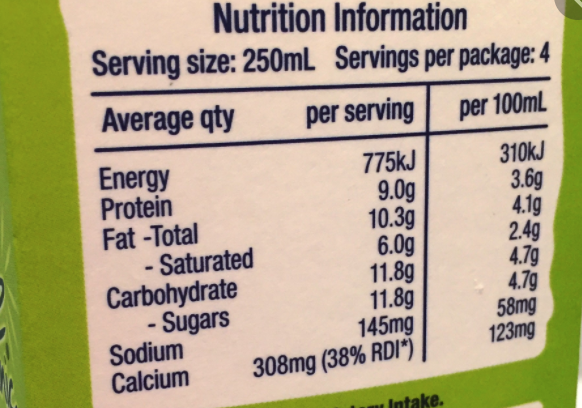 Nutrition Information
Serving size: 250mL Servings per package: 4
Average qty per serving per 100mL
Energy 775kJ 310kJ
Protein 9.0g 3.6g
Fat -Total 10.3g 4.1g
- Saturated 6.0g 2.4g
Carbohydrate 11.8g 4.7g
- Sugars 11.8g 4.7g
Sodium 145mg 58mg
Calcium 308mg (38% RDI*) 123mg
Intake.